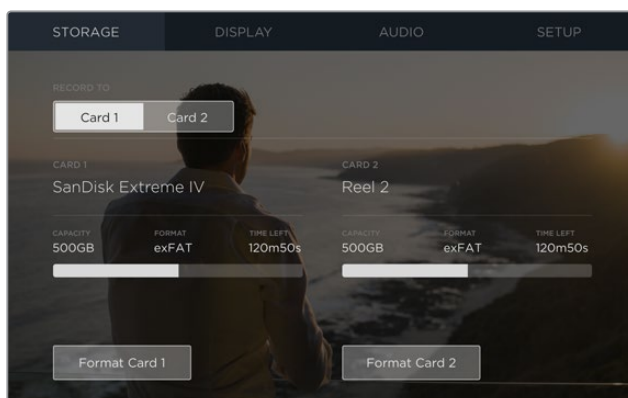 STORAGE DISPLAY AUDIO SETUP
RECORD TO
Card 1 Card 2
CARD 1 CARD 2
SanDisk Extreme IV Reel 2
CAPACITY FORMAT TIME LEFT CAPACITY FORMAT TIME LEFT
500GB exFAT 120m50s 500GB exFAT 120m50s
Format Card 1 Format Card 2